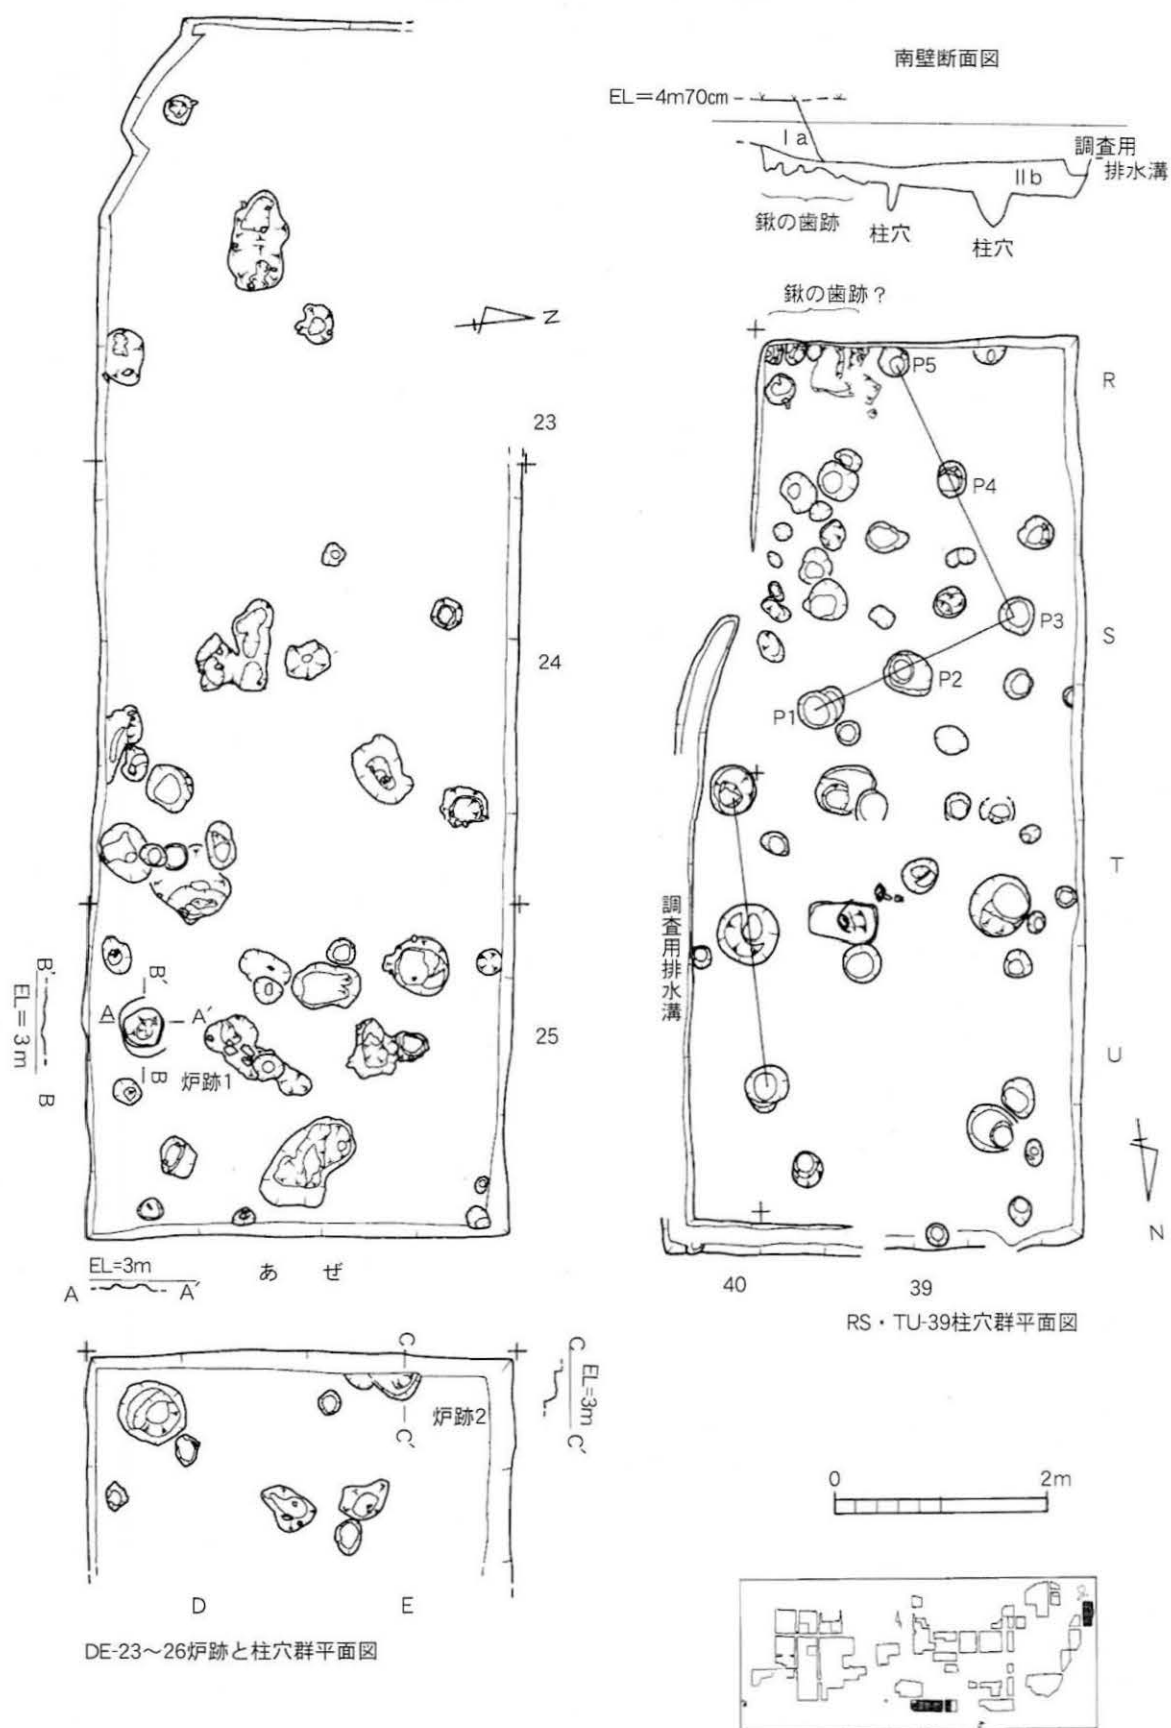 南壁断面図
EL=4m70cm
Ⅰa
調査用
排水溝
Ⅱb
鍬の歯跡
柱穴
柱穴
鍬の歯跡？
N
23
24
25
B′
B
EL=3m
B′
A
A′
B
炉跡1
EL=3m
A
A′
あぜ
P5
P4
P3
P2
P1
R
S
T
U
調査用排水溝
N
40
39
RS・TU-39柱穴群平面図
C
C′
炉跡2
C
EL=3m
C′
D
E
DE-23～26炉跡と柱穴群平面図
0
2m